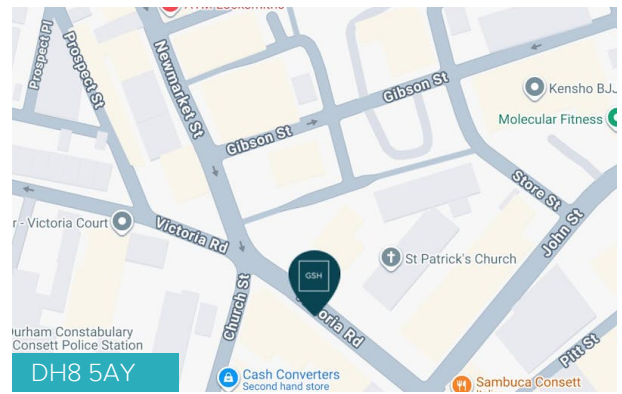 Prospect Pl
Prospect St
Newmarket St
Gibson St
Gibson St
Kensho BJJ
Molecular Fitness
Store St
John St
r - Victoria Court
Victoria Rd
GSH
St Patrick's Church
Church St
oria Rd
Pitt St
urham Constabulary
Consett Police Station
DH8 5AY
Cash Converters
Second hand store
Sambuca Consett